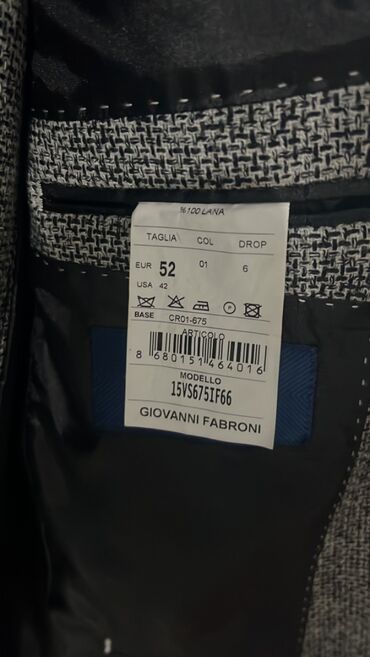 %100 LANA
TAGLIA COL DROP
EUR 52 01 6
USA 42
P
BASE CR01-675
ARTICOLO
8 680151 464016
MODELLO
15VS675IF66
GIOVANNI FABRONI